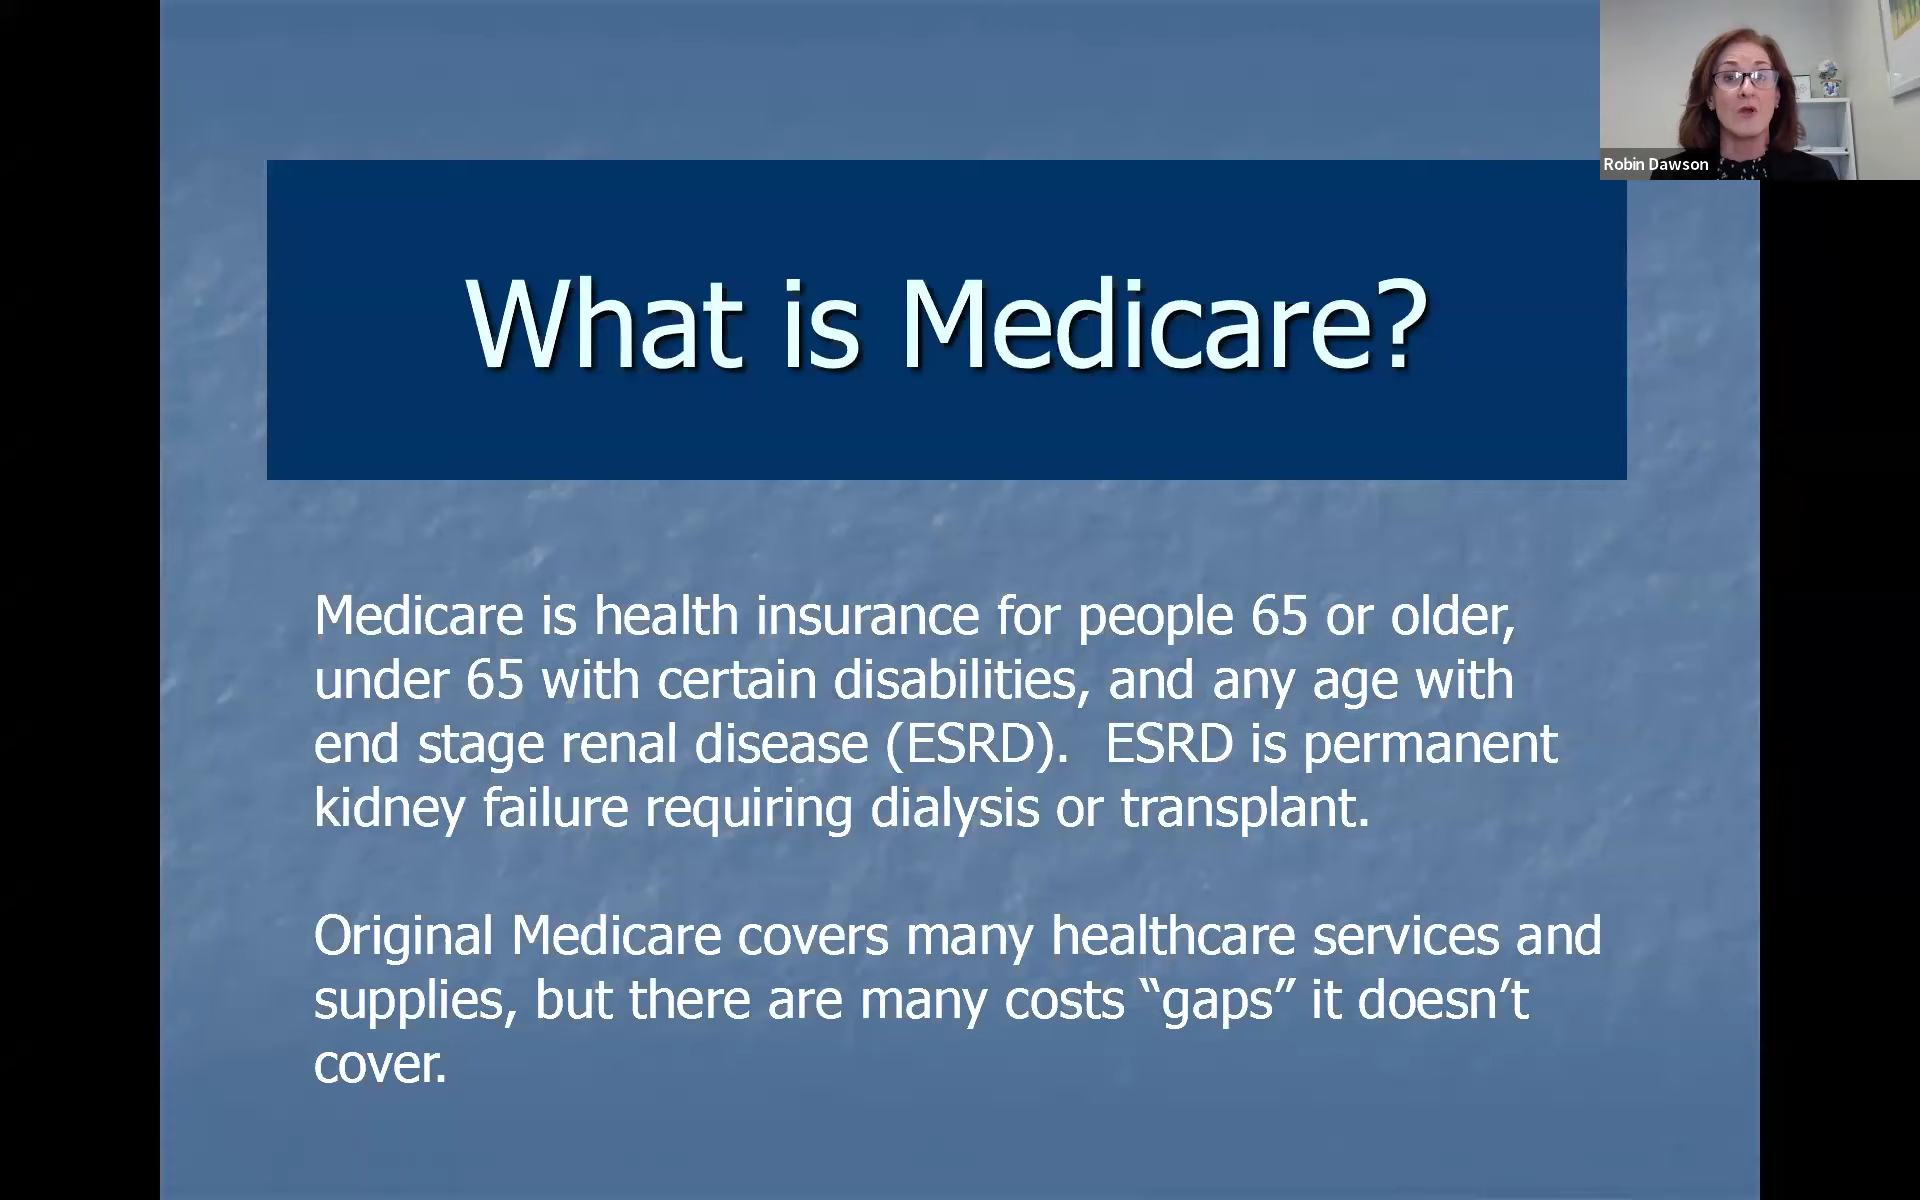 Robin Dawson
What is Medicare?
Medicare is health insurance for people 65 or older,
under 65 with certain disabilities, and any age with
end stage renal disease (ESRD).  ESRD is permanent
kidney failure requiring dialysis or transplant.
Original Medicare covers many healthcare services and
supplies, but there are many costs “gaps” it doesn’t
cover.